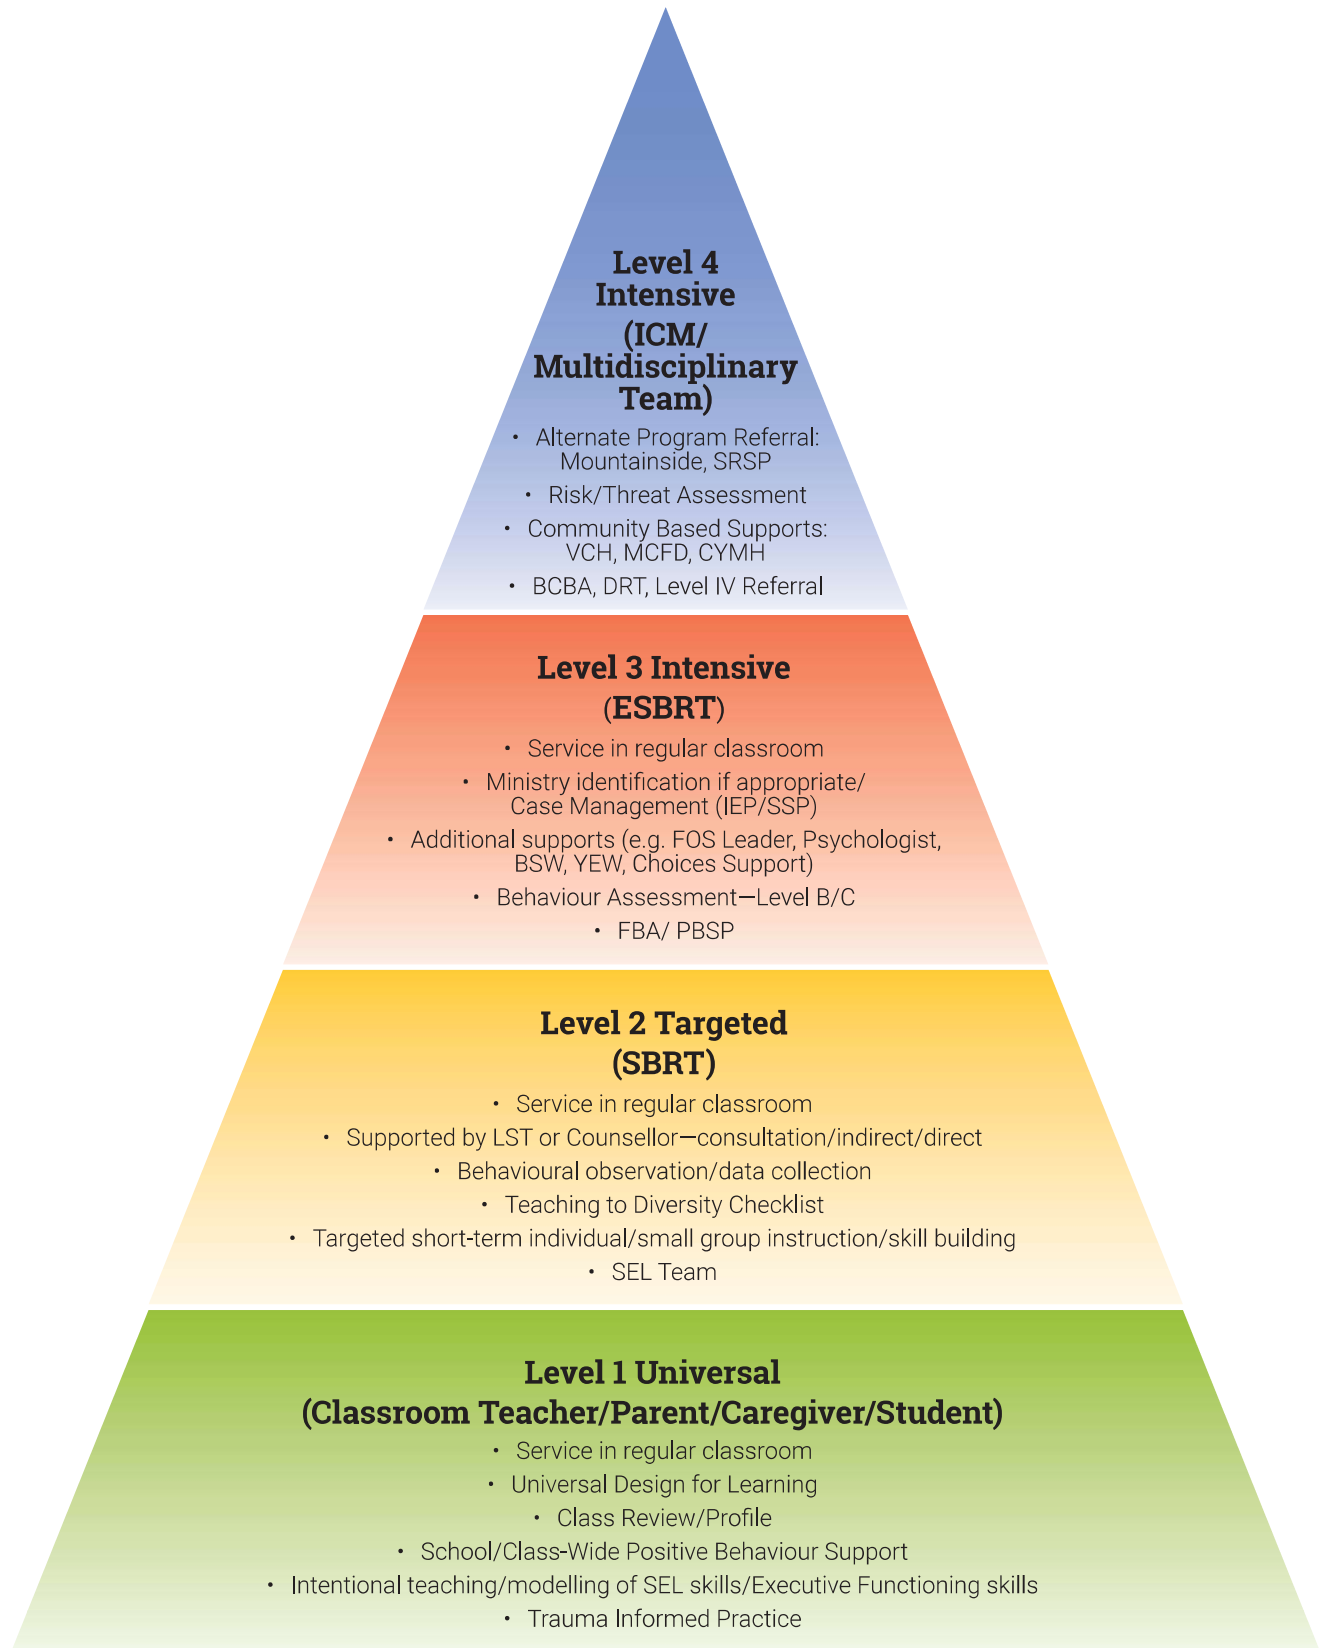 Level 4
Intensive
(ICM/
Multidisciplinary
Team)
• Alternate Program Referral:
Mountainside, SRSP
• Risk/Threat Assessment
• Community Based Supports:
VCH, MCFD, CYMH
• BCBA, DRT, Level IV Referral
Level 3 Intensive
(ESBRT)
• Service in regular classroom
• Ministry identification if appropriate/
Case Management (IEP/SSP)
• Additional supports (e.g. FOS Leader, Psychologist,
BSW, YEW, Choices Support)
• Behaviour Assessment—Level B/C
• FBA/ PBSP
Level 2 Targeted
(SBRT)
• Service in regular classroom
• Supported by LST or Counsellor—consultation/indirect/direct
• Behavioural observation/data collection
• Teaching to Diversity Checklist
• Targeted short-term individual/small group instruction/skill building
• SEL Team
Level 1 Universal
(Classroom Teacher/Parent/Caregiver/Student)
• Service in regular classroom
• Universal Design for Learning
• Class Review/Profile
• School/Class-Wide Positive Behaviour Support
• Intentional teaching/modelling of SEL skills/Executive Functioning skills
• Trauma Informed Practice